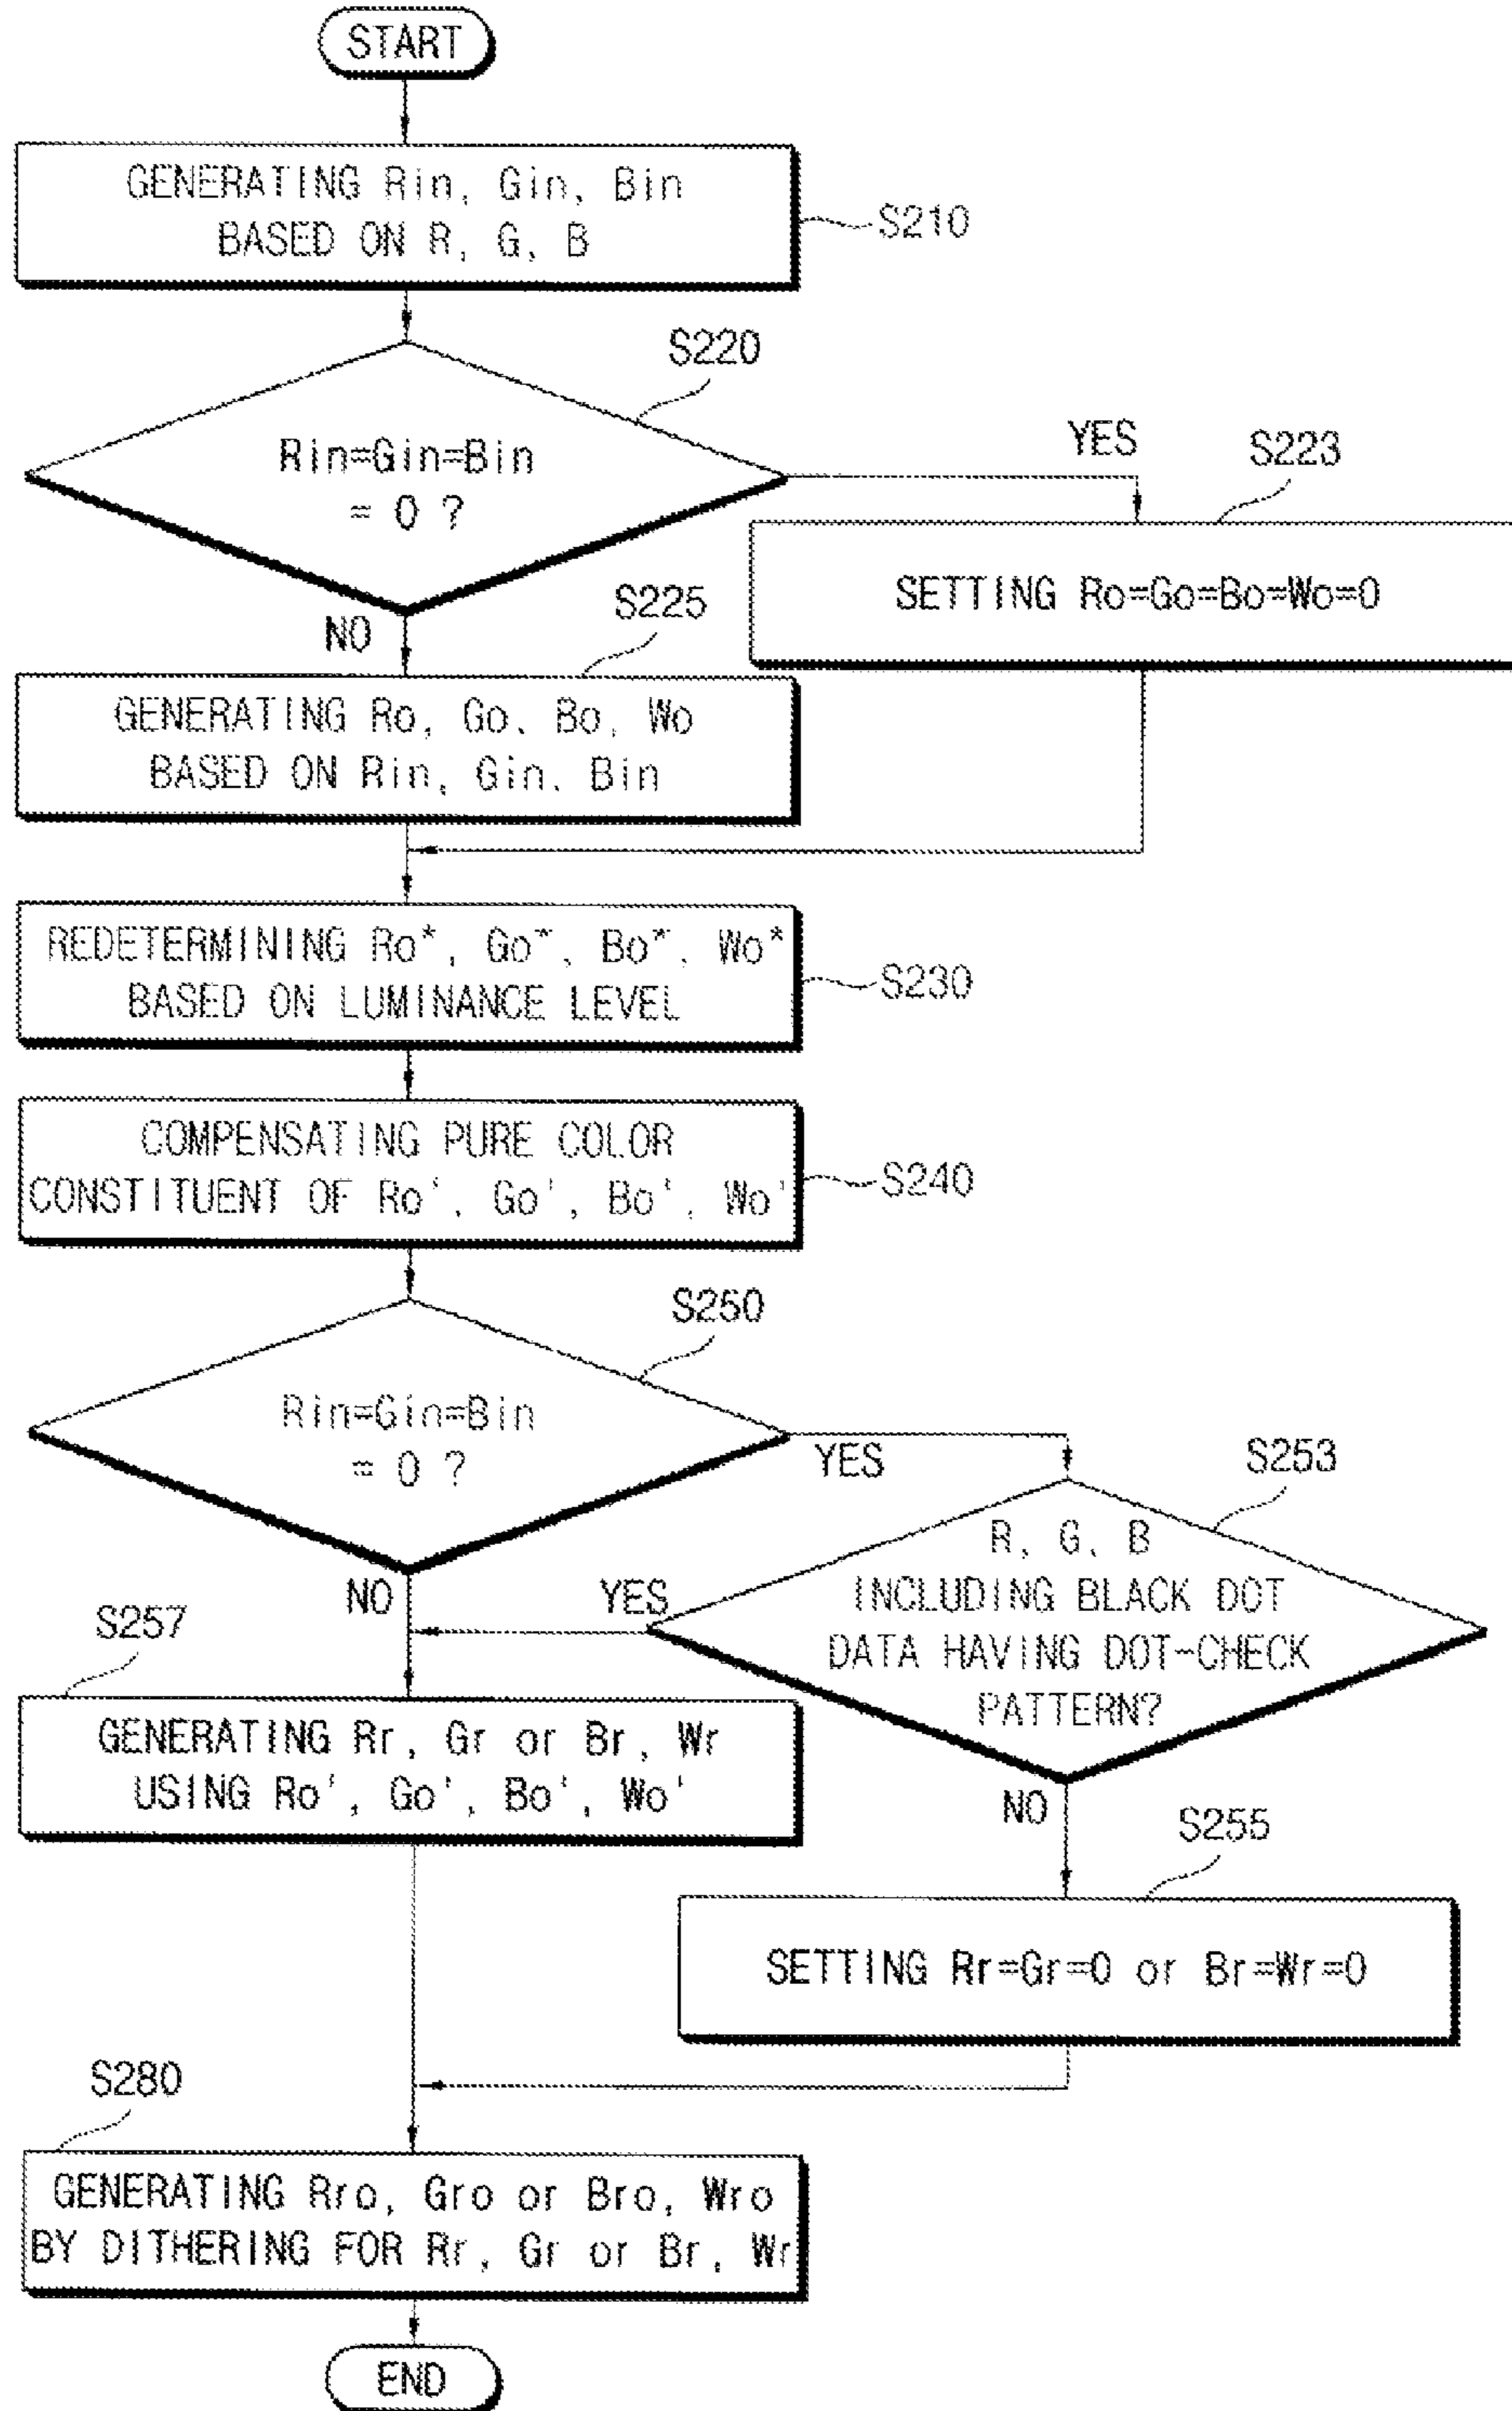 START
GENERATING Rin, Gin, Bin
BASED ON R, G, B
S210
S220
Rin=Gin=Bin
= 0 ?
YES
S223
SETTING Ro=Go=Bo=Wo=0
NO
S225
GENERATING Ro, Go, Bo, Wo
BASED ON Rin, Gin, Bin
REDETERMINING Ro*, Go*, Bo*, Wo*
BASED ON LUMINANCE LEVEL
S230
COMPENSATING PURE COLOR
CONSTITUENT OF Ro', Go', Bo', Wo'
S240
S250
Rin=Gin=Bin
= 0 ?
YES
S253
R, G, B
INCLUDING BLACK DOT
DATA HAVING DOT-CHECK
PATTERN?
NO
YES
S257
GENERATING Rr, Gr or Br, Wr
USING Ro', Go', Bo', Wo'
NO
S255
SETTING Rr=Gr=0 or Br=Wr=0
S280
GENERATING Rro, Gro or Bro, Wro
BY DITHERING FOR Rr, Gr or Br, Wr
END